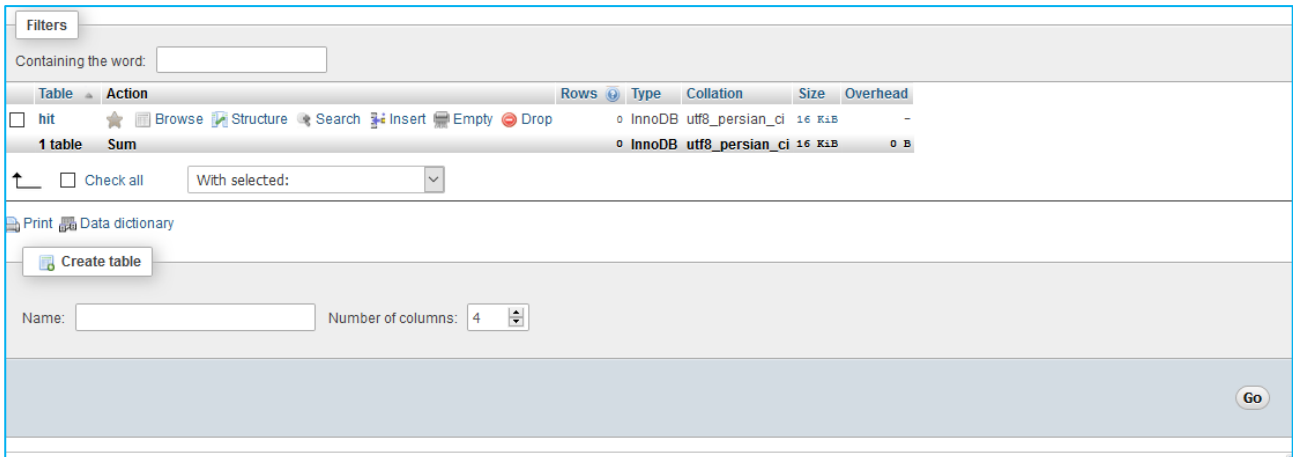 Filters
Containing the word:
Table Action Rows Type Collation Size Overhead
hit Browse Structure Search Insert Empty Drop 0 InnoDB utf8_persian_ci 16 KiB -
1 table Sum 0 InnoDB utf8_persian_ci 16 KiB 0 B
Check all With selected:
Print Data dictionary
Create table
Name: Number of columns: 4
Go